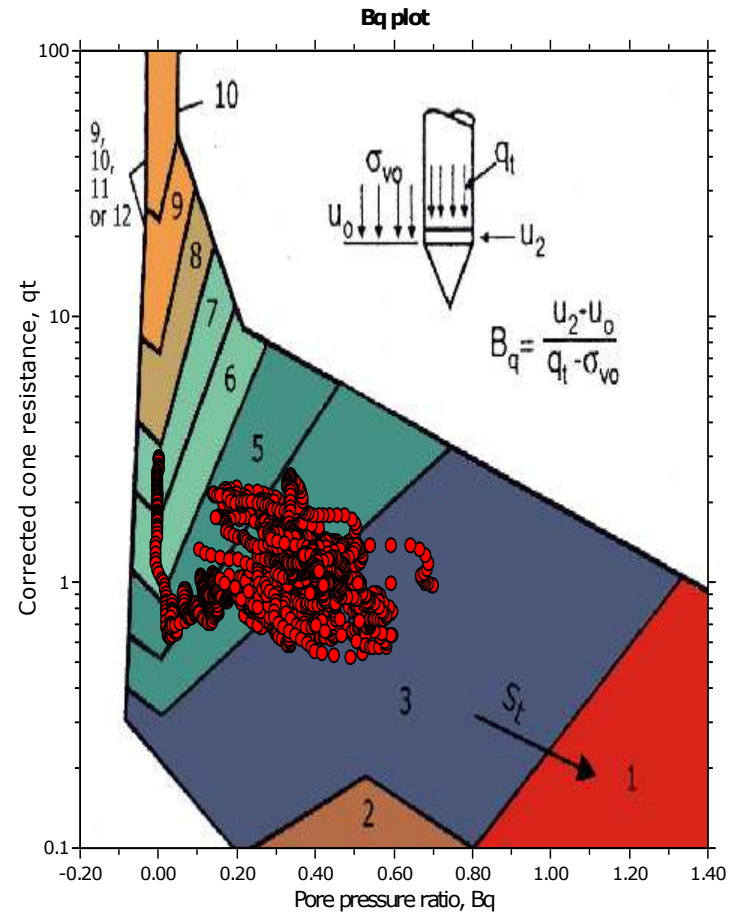 Bq plot
100
10
1
0.1
Corrected cone resistance, qt
-0.20 0.00 0.20 0.40 0.60 0.80 1.00 1.20 1.40
Pore pressure ratio, Bq
10
9,
10,
11
or 12
9
8
7
6
5
3
2
1
St
σvo
qt
uo
u2
Bq= u2-uo
qt -σvo